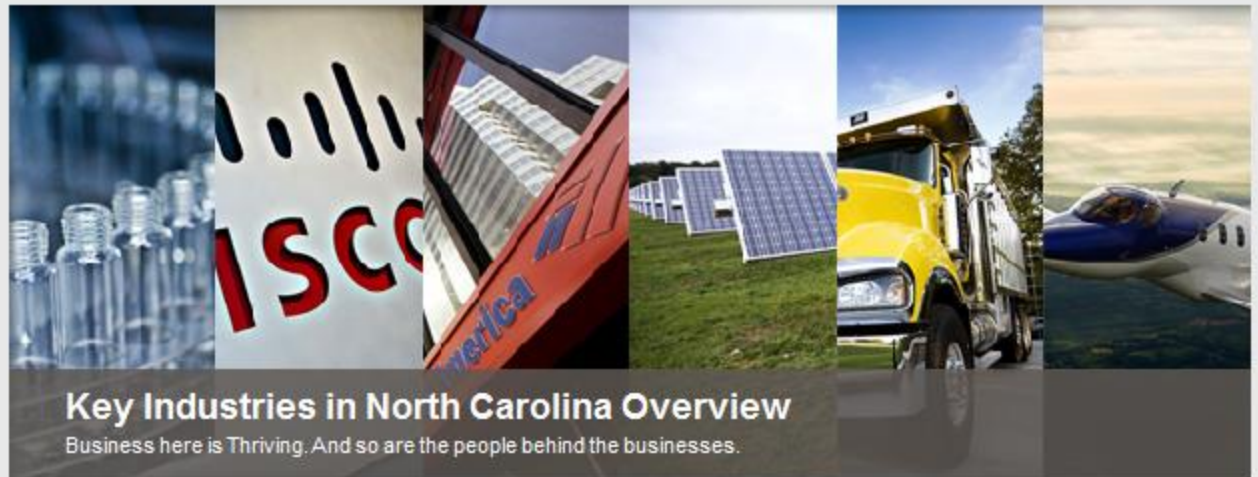 ISCO
merica
Key Industries in North Carolina Overview
Business here is Thriving. And so are the people behind the businesses.